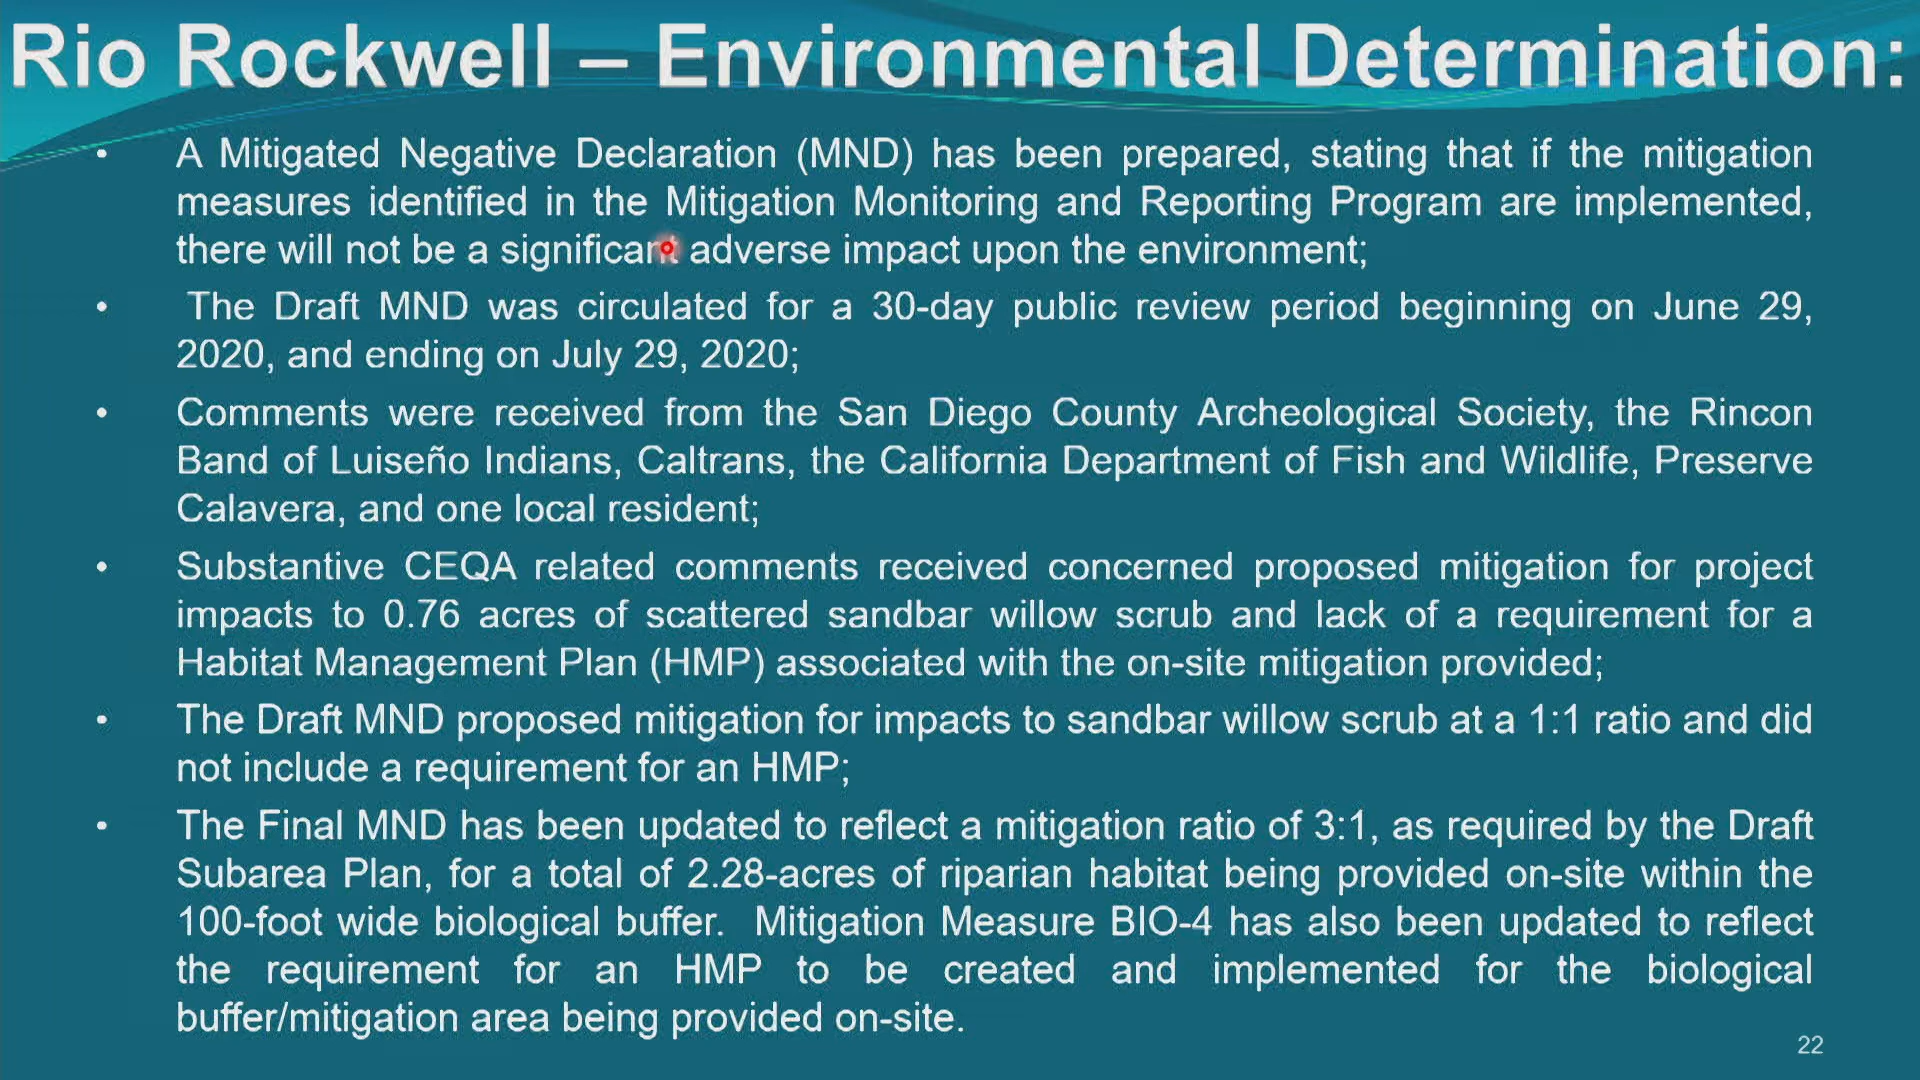 Rio Rockwell – Environmental Determination:
• A Mitigated Negative Declaration (MND) has been prepared, stating that if the mitigation
measures identified in the Mitigation Monitoring and Reporting Program are implemented,
there will not be a significant adverse impact upon the environment;
• The Draft MND was circulated for a 30-day public review period beginning on June 29,
2020, and ending on July 29, 2020;
• Comments were received from the San Diego County Archeological Society, the Rincon
Band of Luiseño Indians, Caltrans, the California Department of Fish and Wildlife, Preserve
Calavera, and one local resident;
• Substantive CEQA related comments received concerned proposed mitigation for project
impacts to 0.76 acres of scattered sandbar willow scrub and lack of a requirement for a
Habitat Management Plan (HMP) associated with the on-site mitigation provided;
• The Draft MND proposed mitigation for impacts to sandbar willow scrub at a 1:1 ratio and did
not include a requirement for an HMP;
• The Final MND has been updated to reflect a mitigation ratio of 3:1, as required by the Draft
Subarea Plan, for a total of 2.28-acres of riparian habitat being provided on-site within the
100-foot wide biological buffer.  Mitigation Measure BIO-4 has also been updated to reflect
the requirement for an HMP to be created and implemented for the biological
buffer/mitigation area being provided on-site.
22